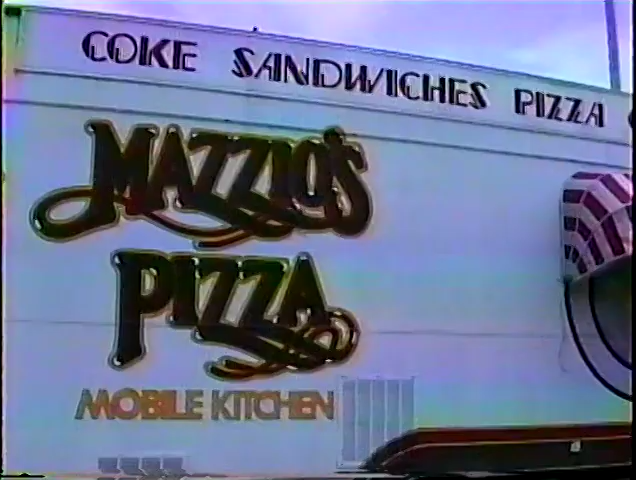 COKE SANDWICHES PIZZA
MAZZIO'S
PIZZA
MOBILE KITCHEN